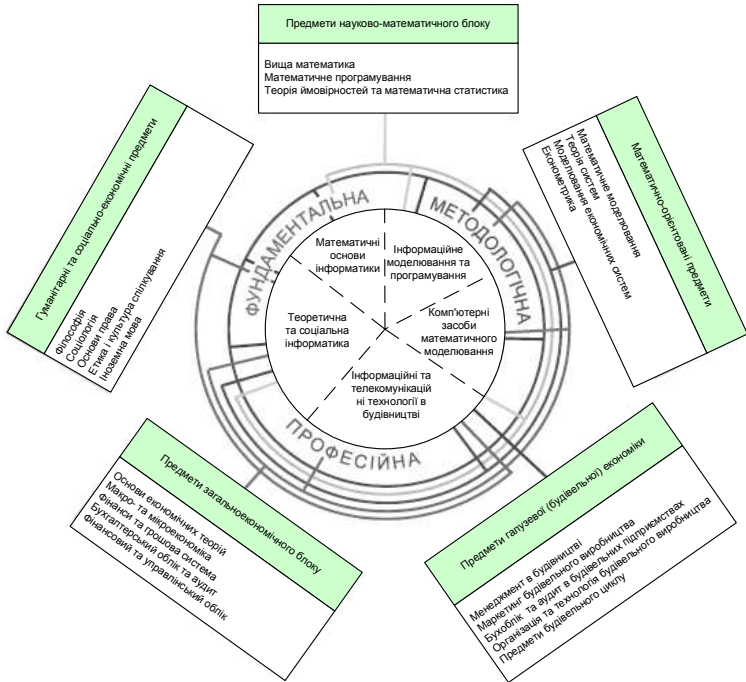 Предмети науково-математичного блоку
Вища математика
Математичне програмування
Теорія ймовірностей та математична статистика
Гуманітарні та соціально-економічні предмети
Філософія
Соціологія
Основи права
Етика і культура спілкування
Іноземна мова
Математично-орієнтовані предмети
Математичне моделювання
Теорія систем
Моделювання економічних систем
Економетрика
ФУНДАМЕНТАЛЬНА
МЕТОДОЛОГІЧНА
ПРОФЕСІЙНА
Математичні
основи
інформатики
Інформаційне
моделювання та
програмування
Теоретична
та соціальна
інформатика
Комп'ютерні
засоби
математичного
моделювання
Інформаційні та
телекомунікацій
ні технології в
будівництві
Предмети загальноекономічного блоку
Основи економічних теорій
Макро- та мікроекономіка
Фінанси та грошова система
Бухгалтерський облік та аудит
Фінансовий та управлінський облік
Предмети галузевої (будівельної) економіки
Менеджмент в будівництві
Маркетинг будівельного виробництва
Бухоблік та аудит в будівельних підприємствах
Організація та технологія будівельного виробництва
Предмети будівельного циклу